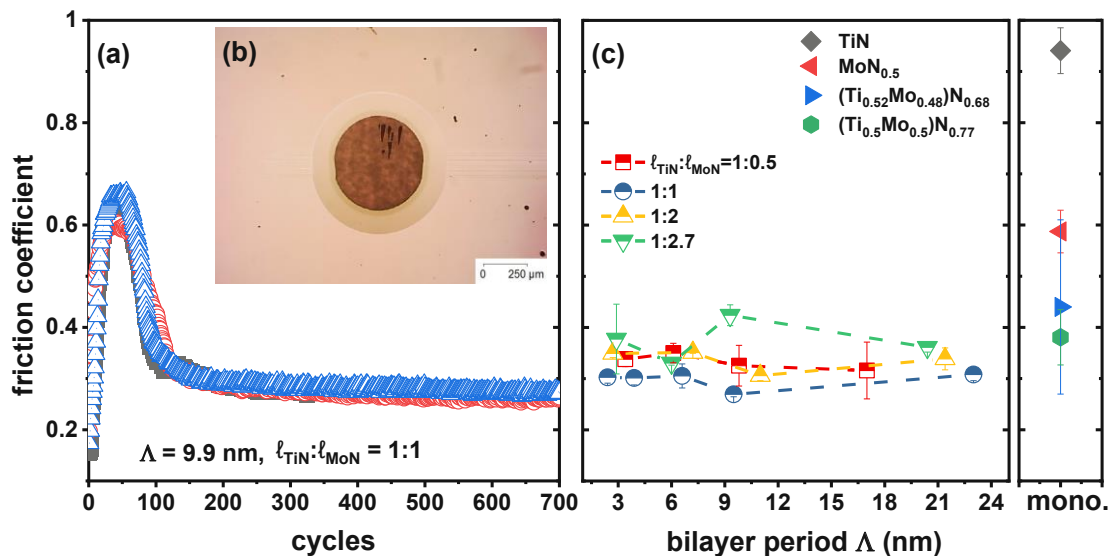 (a)
(b)
0 250 µm
Λ = 9.9 nm, ℓTiN:ℓMoN = 1:1
friction coefficient
0.2
0.4
0.6
0.8
1
0
100
200
300
400
500
600
700
cycles
(c)
TiN
MoN0.5
(Ti0.52Mo0.48)N0.68
(Ti0.5Mo0.5)N0.77
ℓTiN:ℓMoN=1:0.5
1:1
1:2
1:2.7
3
6
9
12
15
18
21
24
bilayer period Λ (nm)
mono.